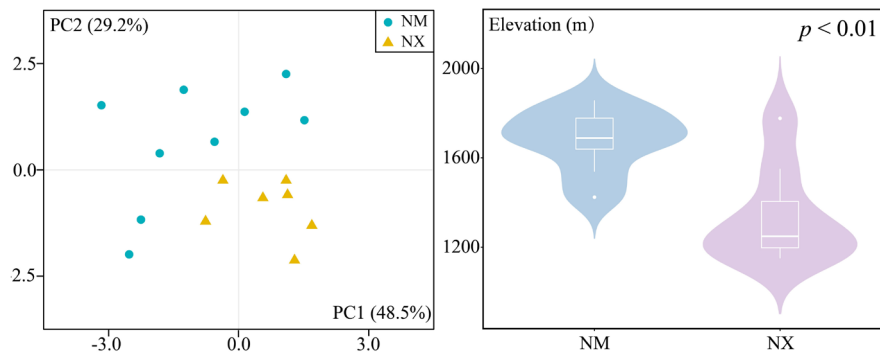 PC2 (29.2%)
NM
NX
2.5
0.0
2.5
PC1 (48.5%)
-3.0
0.0
3.0
Elevation (m)
p < 0.01
2000
1600
1200
NM
NX